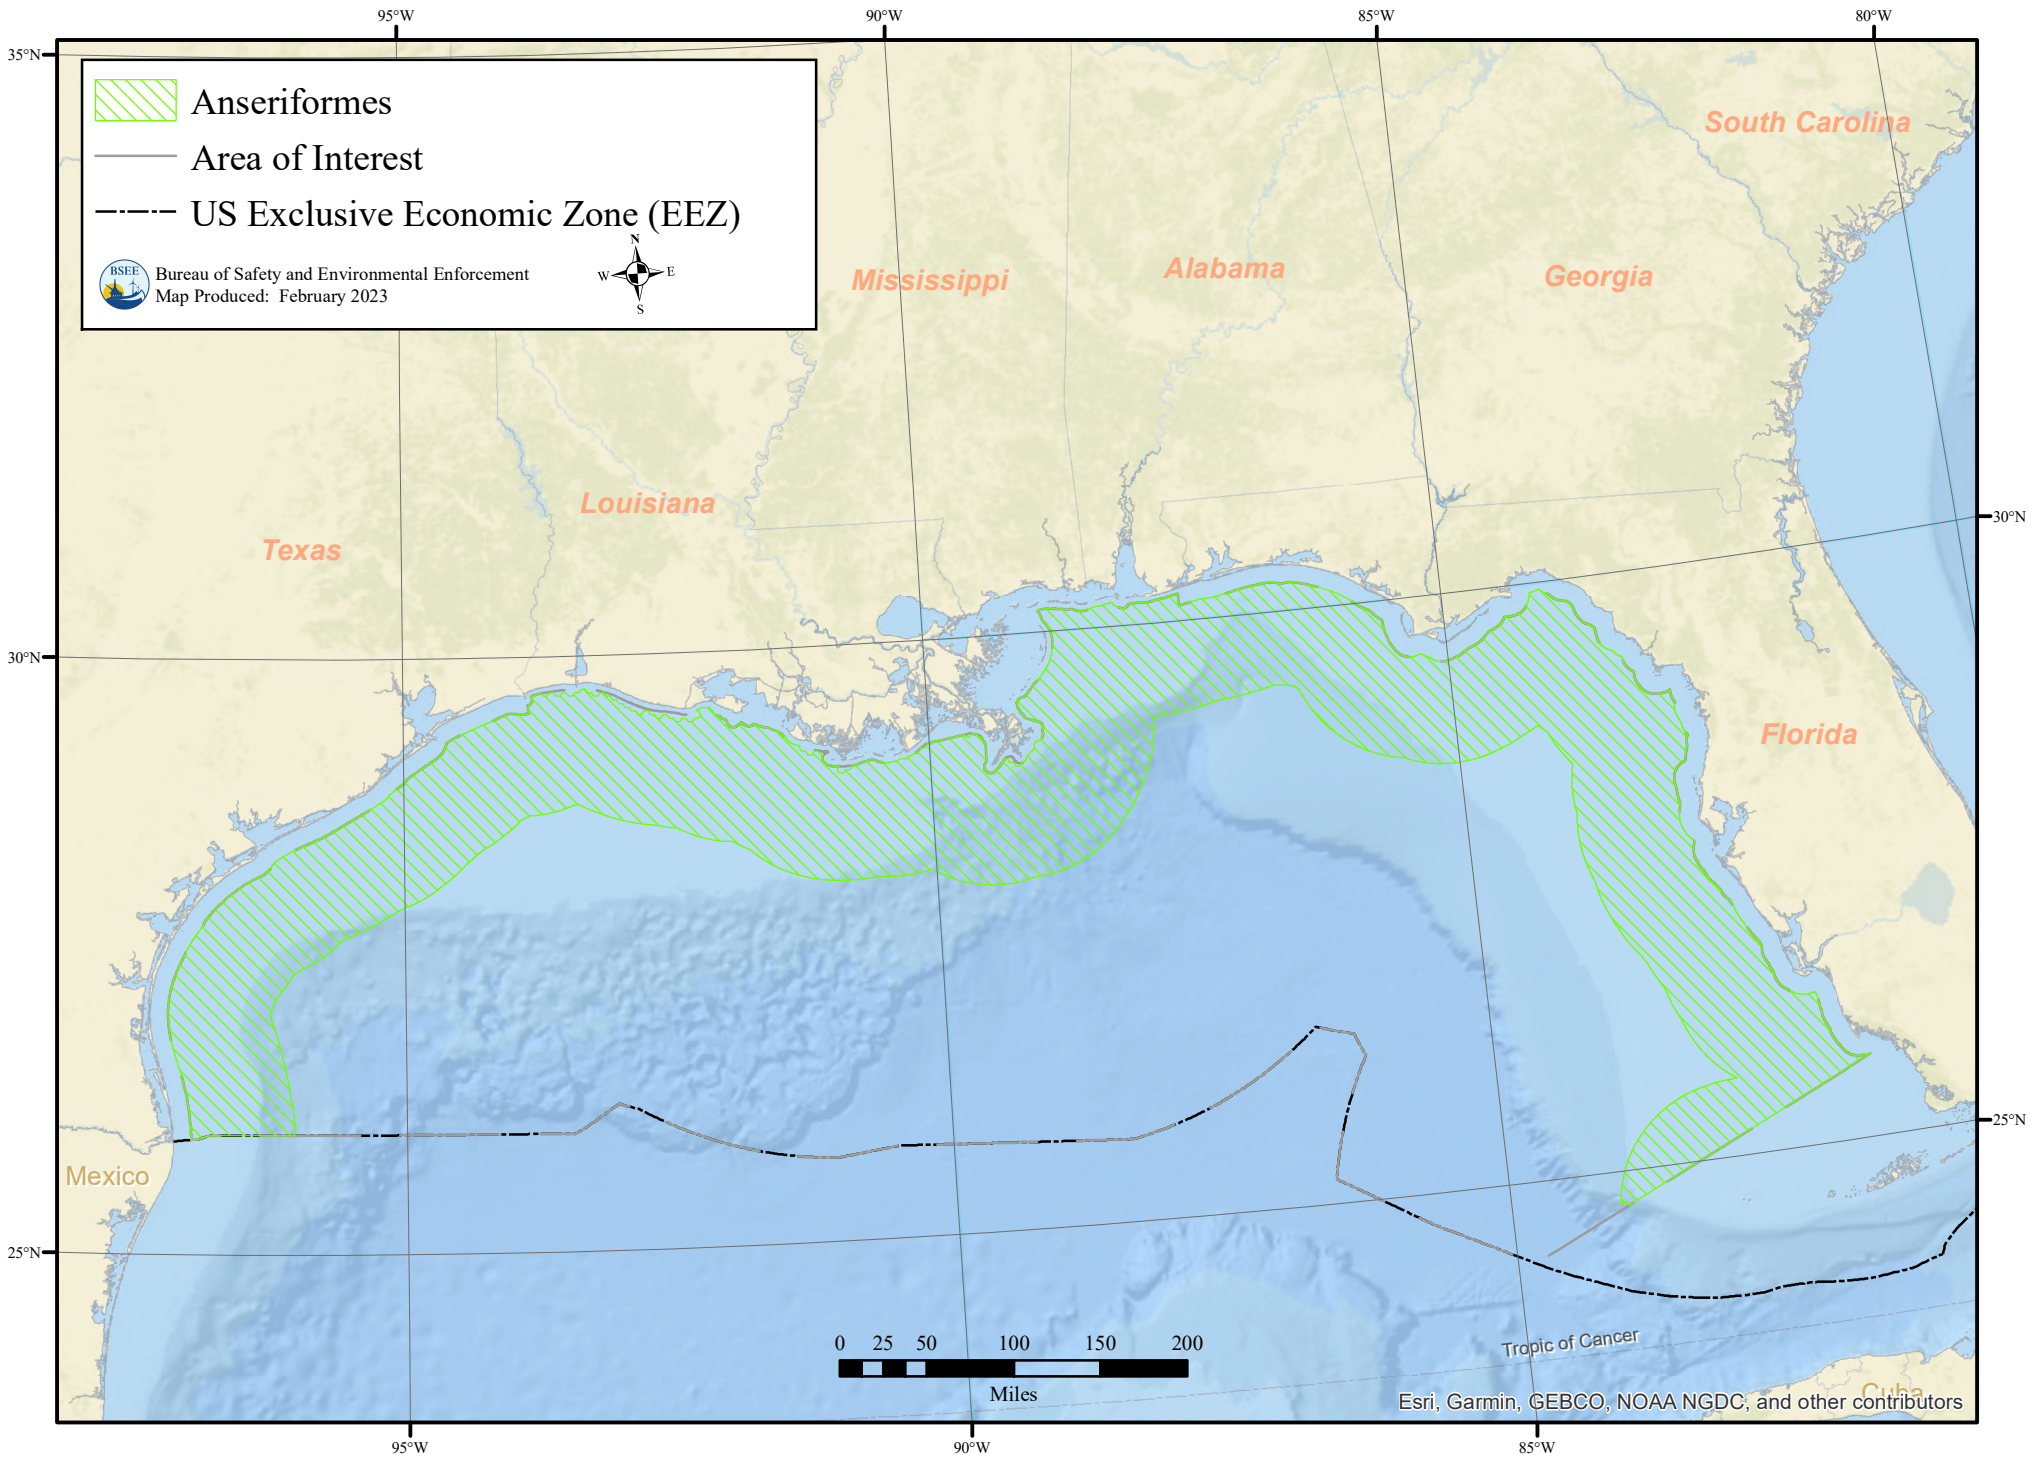 95°W
90°W
85°W
80°W
35°N
Anseriformes
Area of Interest
US Exclusive Economic Zone (EEZ)
N
W
E
S
BSEE
Bureau of Safety and Environmental Enforcement
Map Produced:  February 2023
South Carolina
Mississippi
Alabama
Georgia
Louisiana
Texas
30°N
30°N
Florida
25°N
Mexico
25°N
0
25
50
100
150
200
Miles
Tropic of Cancer
Cuba
Esri, Garmin, GEBCO, NOAA NGDC, and other contributors
95°W
90°W
85°W